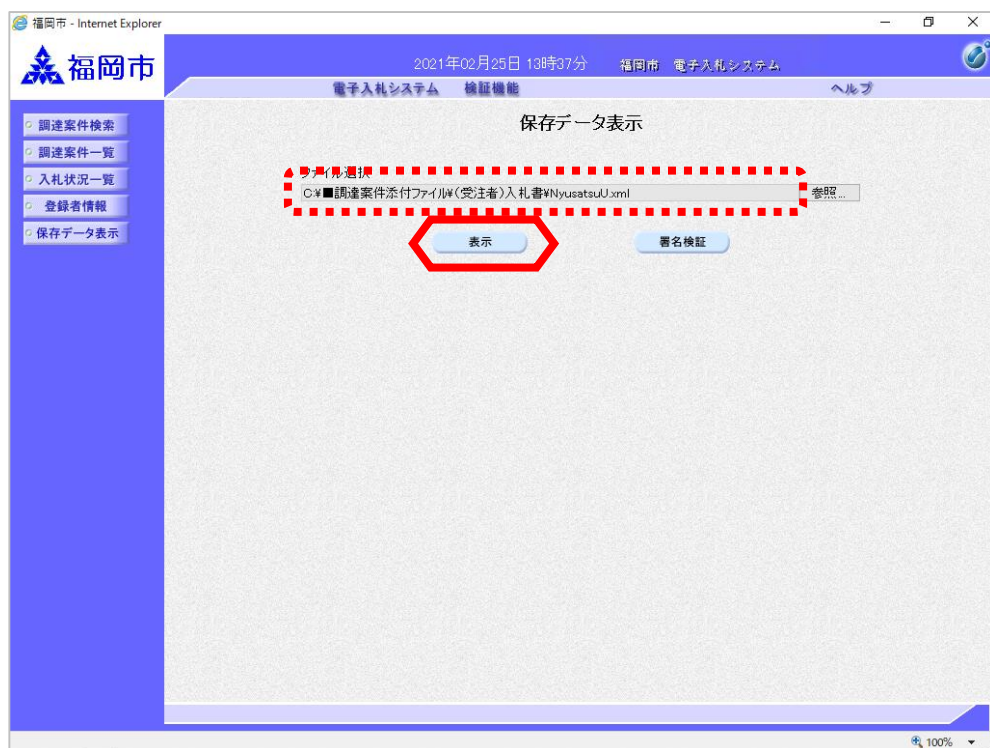 福岡市 - Internet Explorer
福岡市
2021年02月25日 13時37分 福岡市 電子入札システム
電子入札システム 検証機能 ヘルプ
調達案件検索
調達案件一覧
入札状況一覧
登録者情報
保存データ表示
保存データ表示
ファイル選択
C:¥■調達案件添付ファイル¥(受注者)入札書¥NyusatsuU.xml 参照...
表示 署名検証
100%